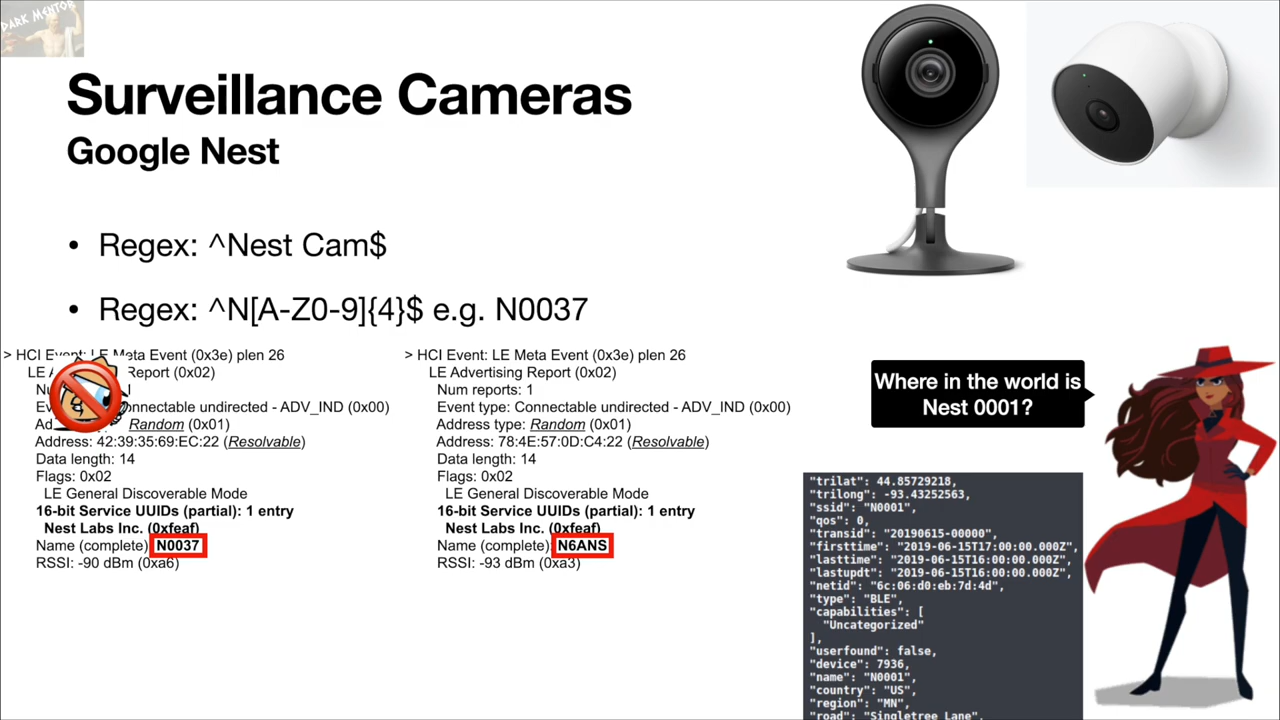 DARK MENTOR
Surveillance Cameras
Google Nest
• Regex: ^Nest Cam$
• Regex: ^N[A-Z0-9]{4}$ e.g. N0037
> HCI Event: LE Meta Event (0x3e) plen 26
LE A Report (0x02)
Nu 1
Ev onnectable undirected - ADV_IND (0x00)
Ad Random (0x01)
Address: 42:39:35:69:EC:22 (Resolvable)
Data length: 14
Flags: 0x02
LE General Discoverable Mode
16-bit Service UUIDs (partial): 1 entry
Nest Labs Inc. (0xfeaf)
Name (complete) N0037
RSSI: -90 dBm (0xa6)
> HCI Event: LE Meta Event (0x3e) plen 26
LE Advertising Report (0x02)
Num reports: 1
Event type: Connectable undirected - ADV_IND (0x00)
Address type: Random (0x01)
Address: 78:4E:57:0D:C4:22 (Resolvable)
Data length: 14
Flags: 0x02
LE General Discoverable Mode
16-bit Service UUIDs (partial): 1 entry
Nest Labs Inc. (0xfeaf)
Name (complete) N6ANS
RSSI: -93 dBm (0xa3)
Where in the world is
Nest 0001?
"trilat": 44.85729218,
"trilong": -93.43252563,
"ssid": "N0001",
"qos": 0,
"transid": "20190615-00000",
"firsttime": "2019-06-15T17:00:00.000Z",
"lasttime": "2019-06-15T16:00:00.000Z",
"lastupdt": "2019-06-15T16:00:00.000Z",
"netid": "6c:06:d0:eb:7d:4d",
"type": "BLE",
"capabilities": [
"Uncategorized"
],
"userfound": false,
"device": 7936,
"name": "N0001",
"country": "US",
"region": "MN",
"road": "Singletree Lane",